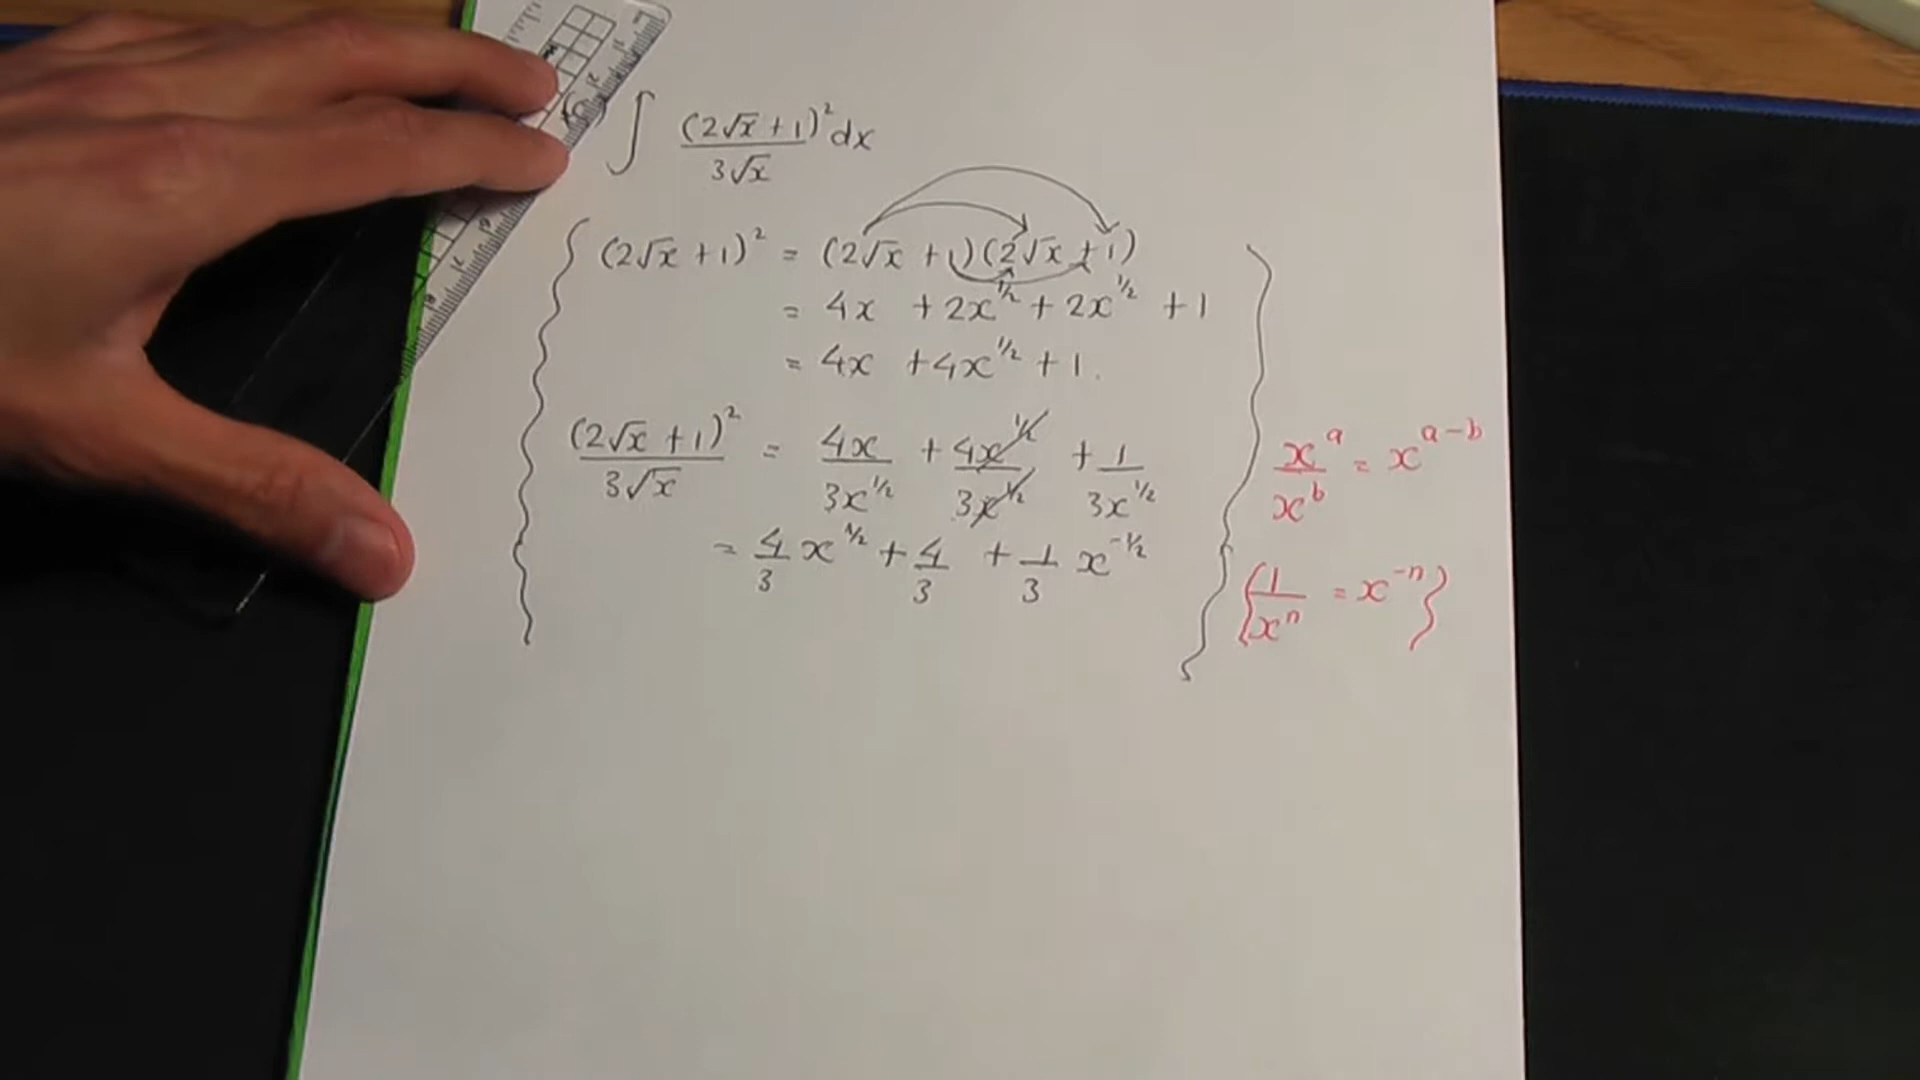 ∫ (2√x + 1)² / 3√x dx
(2√x + 1)² = (2√x + 1)(2√x + 1)
= 4x + 2x^½ + 2x^½ + 1
= 4x + 4x^½ + 1.
(2√x + 1)² / 3√x = 4x / 3x^½ + 4x^½ / 3x^½ + 1 / 3x^½
= 4/3 x^½ + 4/3 + 1/3 x^-½
x^a / x^b = x^a-b
{1 / x^n = x^-n}